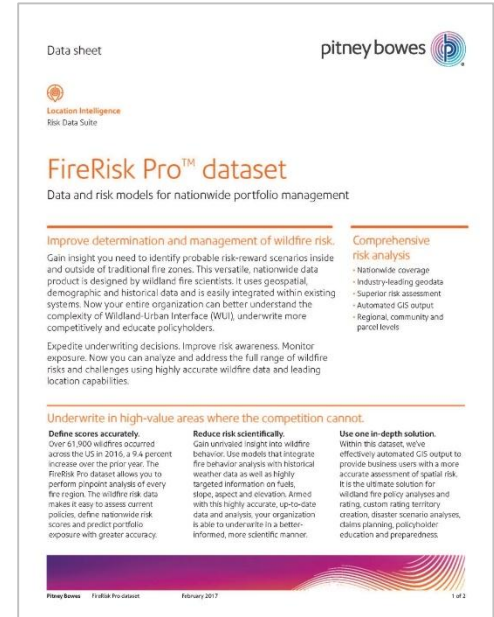 Data sheet
pitney bowes
Location Intelligence
Risk Data Suite
FireRisk Pro™ dataset
Data and risk models for nationwide portfolio management
Improve determination and management of wildfire risk.
Gain insight you need to identify probable risk-reward scenarios inside
and outside of traditional fire zones. This versatile, nationwide data
product is designed by wildland fire scientists. It uses geospatial,
demographic and historical data and is easily integrated within existing
systems. Now your entire organization can better understand the
complexity of Wildland-Urban Interface (WUI), underwrite more
competitively and educate policyholders.
Expedite underwriting decisions. Improve risk awareness. Monitor
exposure. Now you can analyze and address the full range of wildfire
risks and challenges using highly accurate wildfire data and leading
location capabilities.
Comprehensive
risk analysis
• Nationwide coverage
• Industry-leading geodata
• Superior risk assessment
• Automated GIS output
• Regional, community and
parcel levels
Underwrite in high-value areas where the competition cannot.
Define scores accurately.
Over 61,900 wildfires occurred
across the US in 2016, a 9.4 percent
increase over the prior year. The
FireRisk Pro dataset allows you to
perform pinpoint analysis of every
fire region. The wildfire risk data
makes it easy to assess current
policies, define nationwide risk
scores and predict portfolio
exposure with greater accuracy.
Reduce risk scientifically.
Gain unrivaled insight into wildfire
behavior. Use models that integrate
fire behavior analysis with historical
weather data as well as highly
targeted information on fuels,
slope, aspect and elevation. Armed
with this highly accurate, up-to-date
data and analysis, your organization
is able to underwrite in a better-
informed, more scientific manner.
Use one in-depth solution.
Within this dataset, we've
effectively automated GIS output to
provide business users with a more
accurate assessment of spatial risk.
It is the ultimate solution for
wildland fire policy analyses and
rating, custom rating territory
creation, disaster scenario analyses,
claims planning, policyholder
education and preparedness.
Pitney Bowes FireRisk Pro dataset February 2017 1 of 2